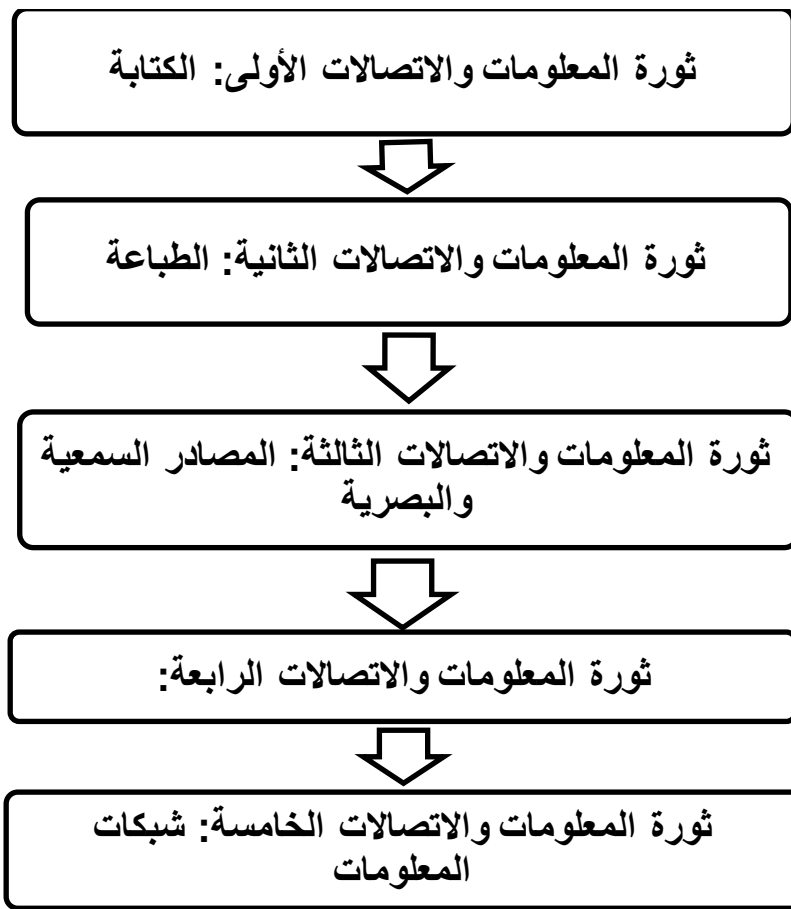 ثورة المعلومات والاتصالات الأولى: الكتابة
ثورة المعلومات والاتصالات الثانية: الطباعة
ثورة المعلومات والاتصالات الثالثة: المصادر السمعية
والبصرية
ثورة المعلومات والاتصالات الرابعة:
ثورة المعلومات والاتصالات الخامسة: شبكات
المعلومات